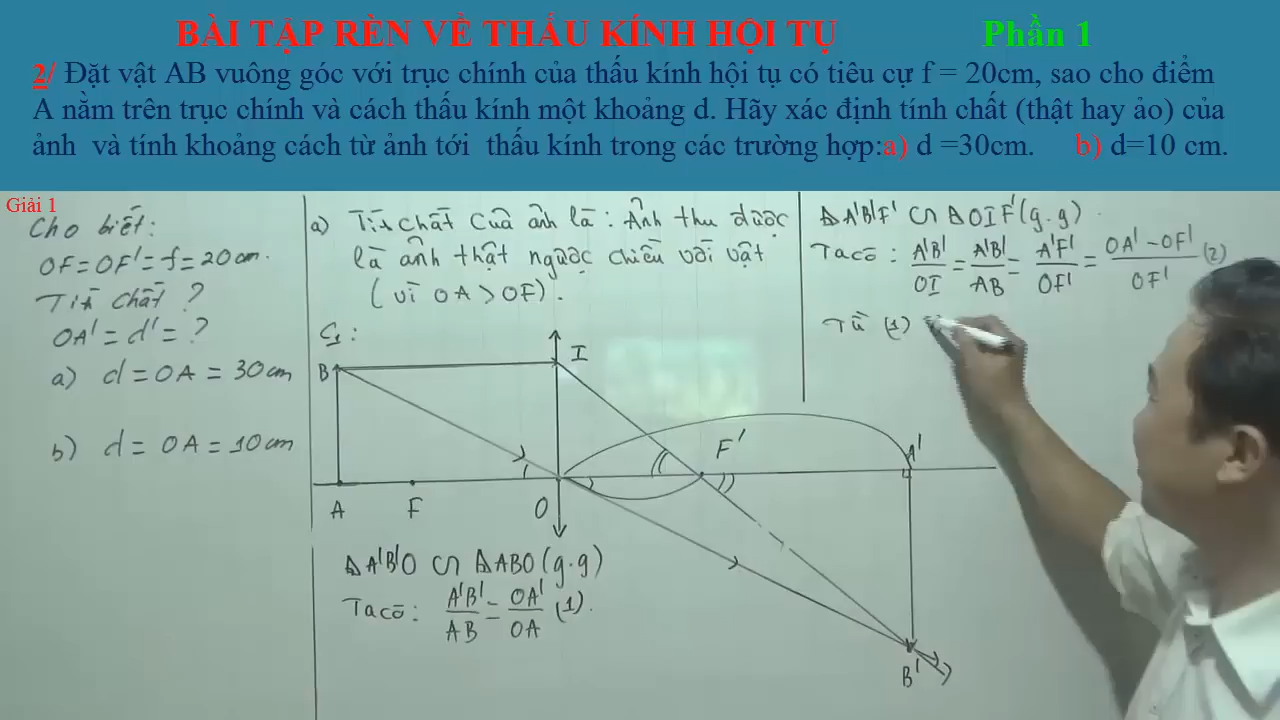 BÀI TẬP RÈN VỀ THẤU KÍNH HỘI TỤ Phần 1
2/ Đặt vật AB vuông góc với trục chính của thấu kính hội tụ có tiêu cự f = 20cm, sao cho điểm
A nằm trên trục chính và cách thấu kính một khoảng d. Hãy xác định tính chất (thật hay ảo) của
ảnh và tính khoảng cách từ ảnh tới thấu kính trong các trường hợp:a) d =30cm. b) d=10 cm.
Giải 1
Cho biết:
OF=OF'=f=20cm.
Tính chất ?
OA'= d'= ?
a) d=OA = 30cm
b) d= OA=10cm
a) Tính chất của ảnh là : Ảnh thu được
là ảnh thật ngược chiều với vật
( vì OA>OF).
C1:
B
I
F'
A'
A
F
O
B'
ΔA'B'O ∽ ΔABO(g.g)
Ta có: A'B'/AB = OA'/OA (1).
ΔA'B'F' ∽ ΔOIF'(g.g).
Ta có : A'B'/OI = A'B'/AB = A'F'/OF' = OA'-OF'/OF' (2)
Từ (1)